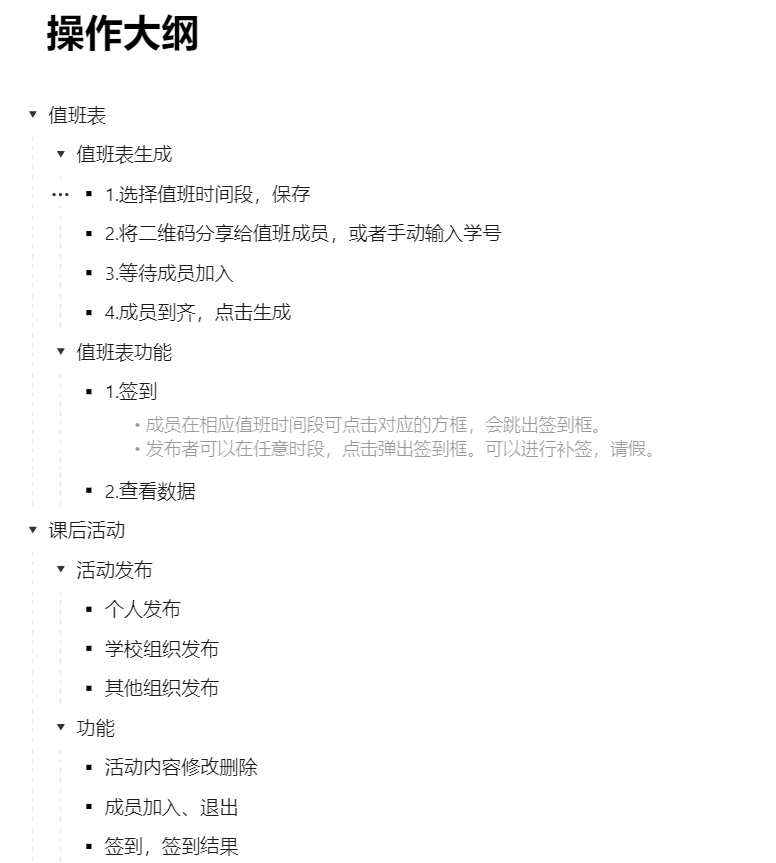 操作大纲
值班表
值班表生成
1.选择值班时间段，保存
2.将二维码分享给值班成员，或者手动输入学号
3.等待成员加入
4.成员到齐，点击生成
值班表功能
1.签到
• 成员在相应值班时间段可点击对应的方框，会跳出签到框。
• 发布者可以在任意时段，点击弹出签到框。可以进行补签，请假。
2.查看数据
课后活动
活动发布
个人发布
学校组织发布
其他组织发布
功能
活动内容修改删除
成员加入、退出
签到，签到结果